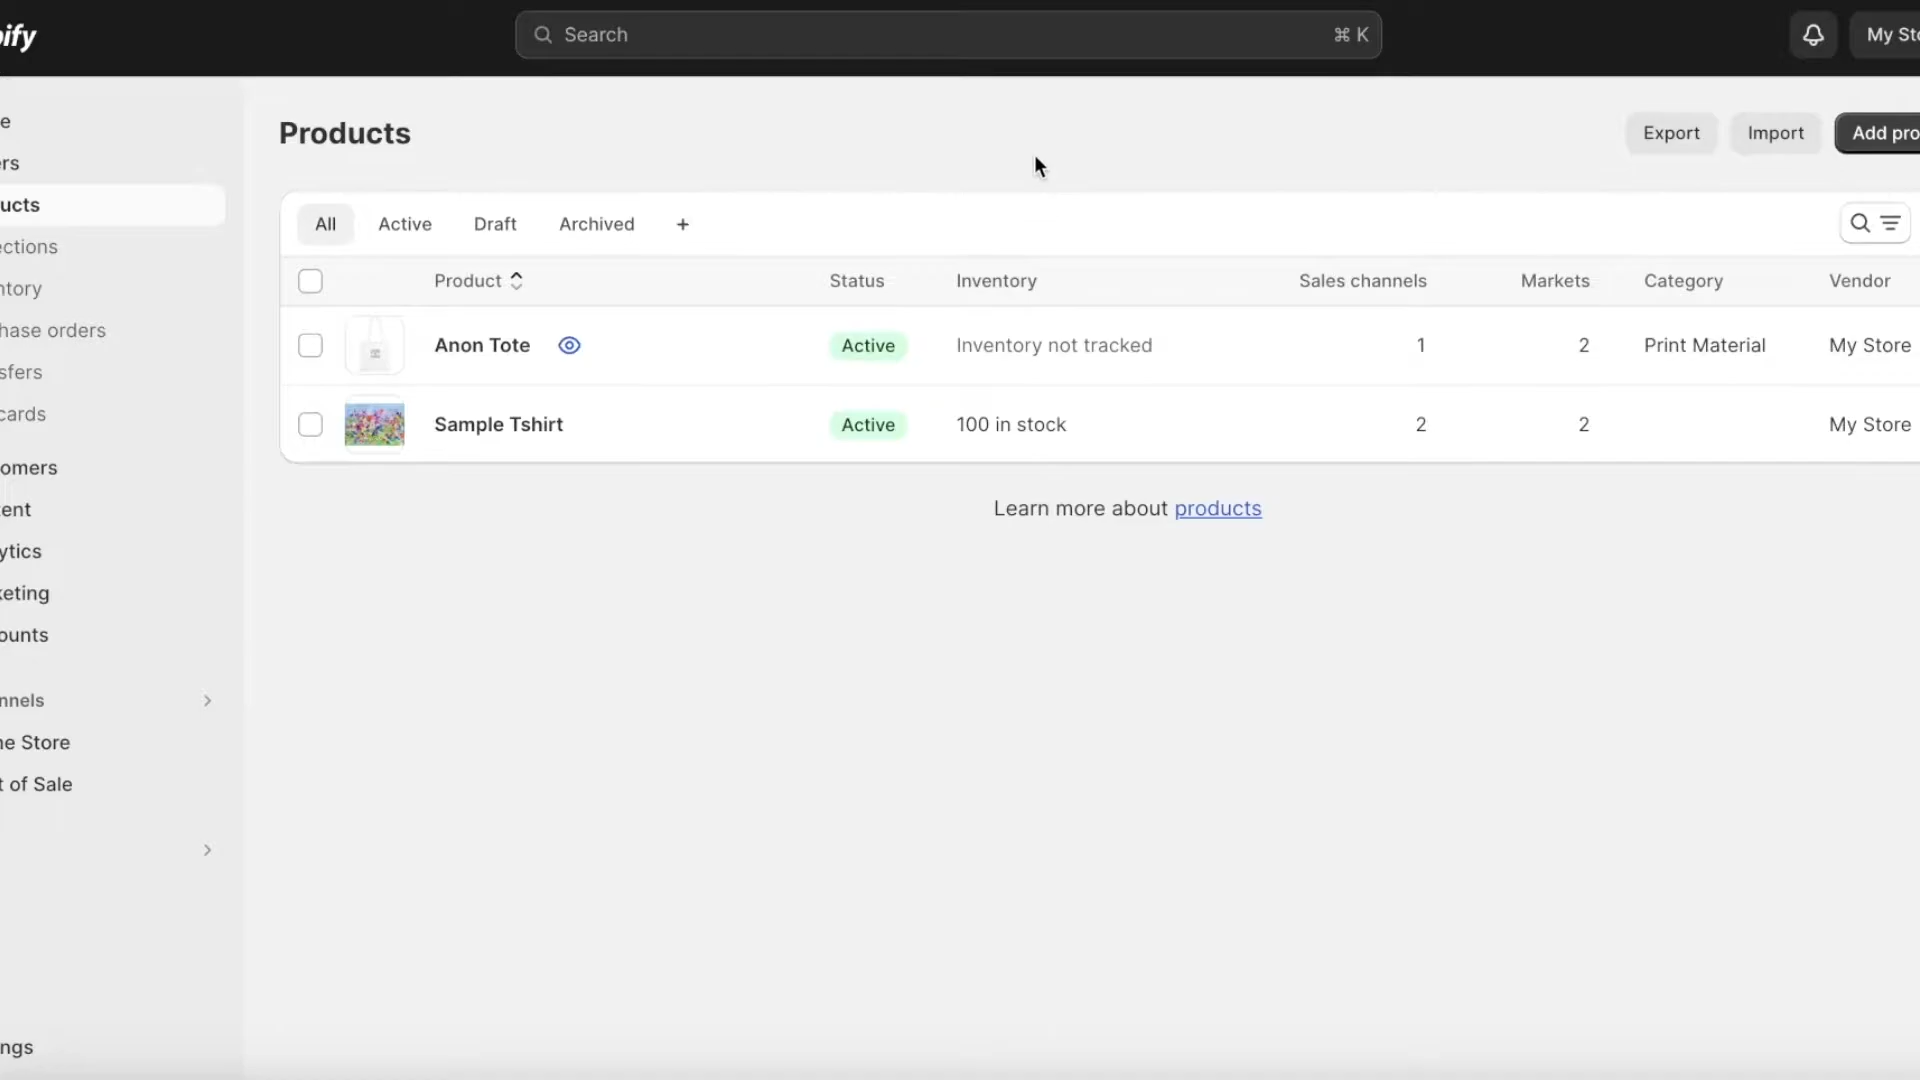 ify
Search
⌘ K
My Sto
e
ers
ucts
ections
ntory
hase orders
sfers
cards
omers
ent
ytics
keting
ounts
nnels
ne Store
t of Sale
ngs
Products
Export
Import
Add pro
All
Active
Draft
Archived
+
Product
Status
Inventory
Sales channels
Markets
Category
Vendor
Anon Tote
Active
Inventory not tracked
1
2
Print Material
My Store
Sample Tshirt
Active
100 in stock
2
2
My Store
Learn more about products